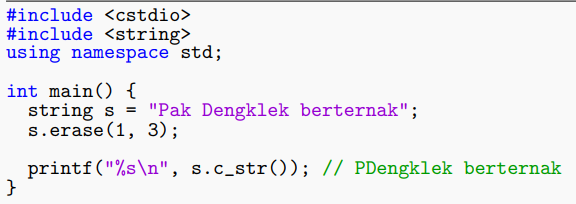 #include <cstdio>
#include <string>
using namespace std;

int main() {
  string s = "Pak Dengklek berternak";
  s.erase(1, 3);

  printf("%s\n", s.c_str()); // PDengklek berternak
}